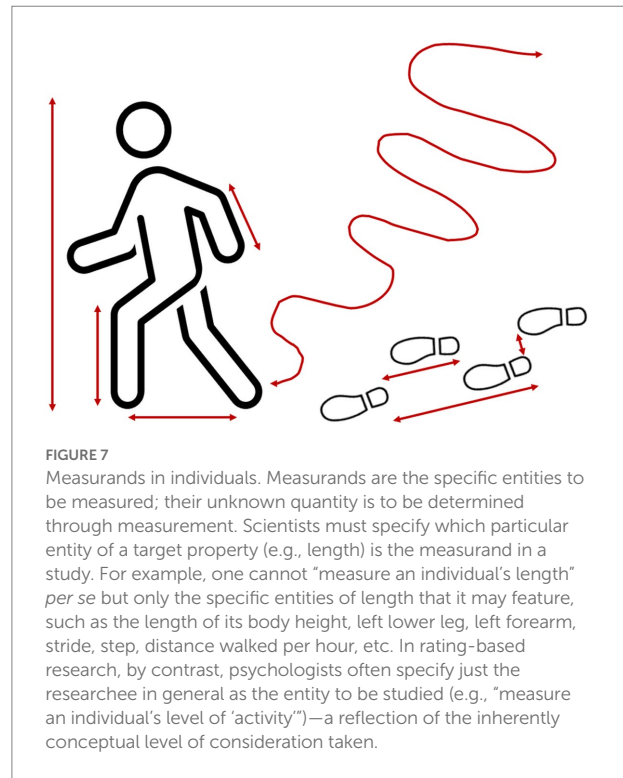 FIGURE 7
Measurands in individuals. Measurands are the specific entities to
be measured; their unknown quantity is to be determined
through measurement. Scientists must specify which particular
entity of a target property (e.g., length) is the measurand in a
study. For example, one cannot “measure an individual’s length”
per se but only the specific entities of length that it may feature,
such as the length of its body height, left lower leg, left forearm,
stride, step, distance walked per hour, etc. In rating-based
research, by contrast, psychologists often specify just the
researchee in general as the entity to be studied (e.g., “measure
an individual’s level of ‘activity’”)—a reflection of the inherently
conceptual level of consideration taken.